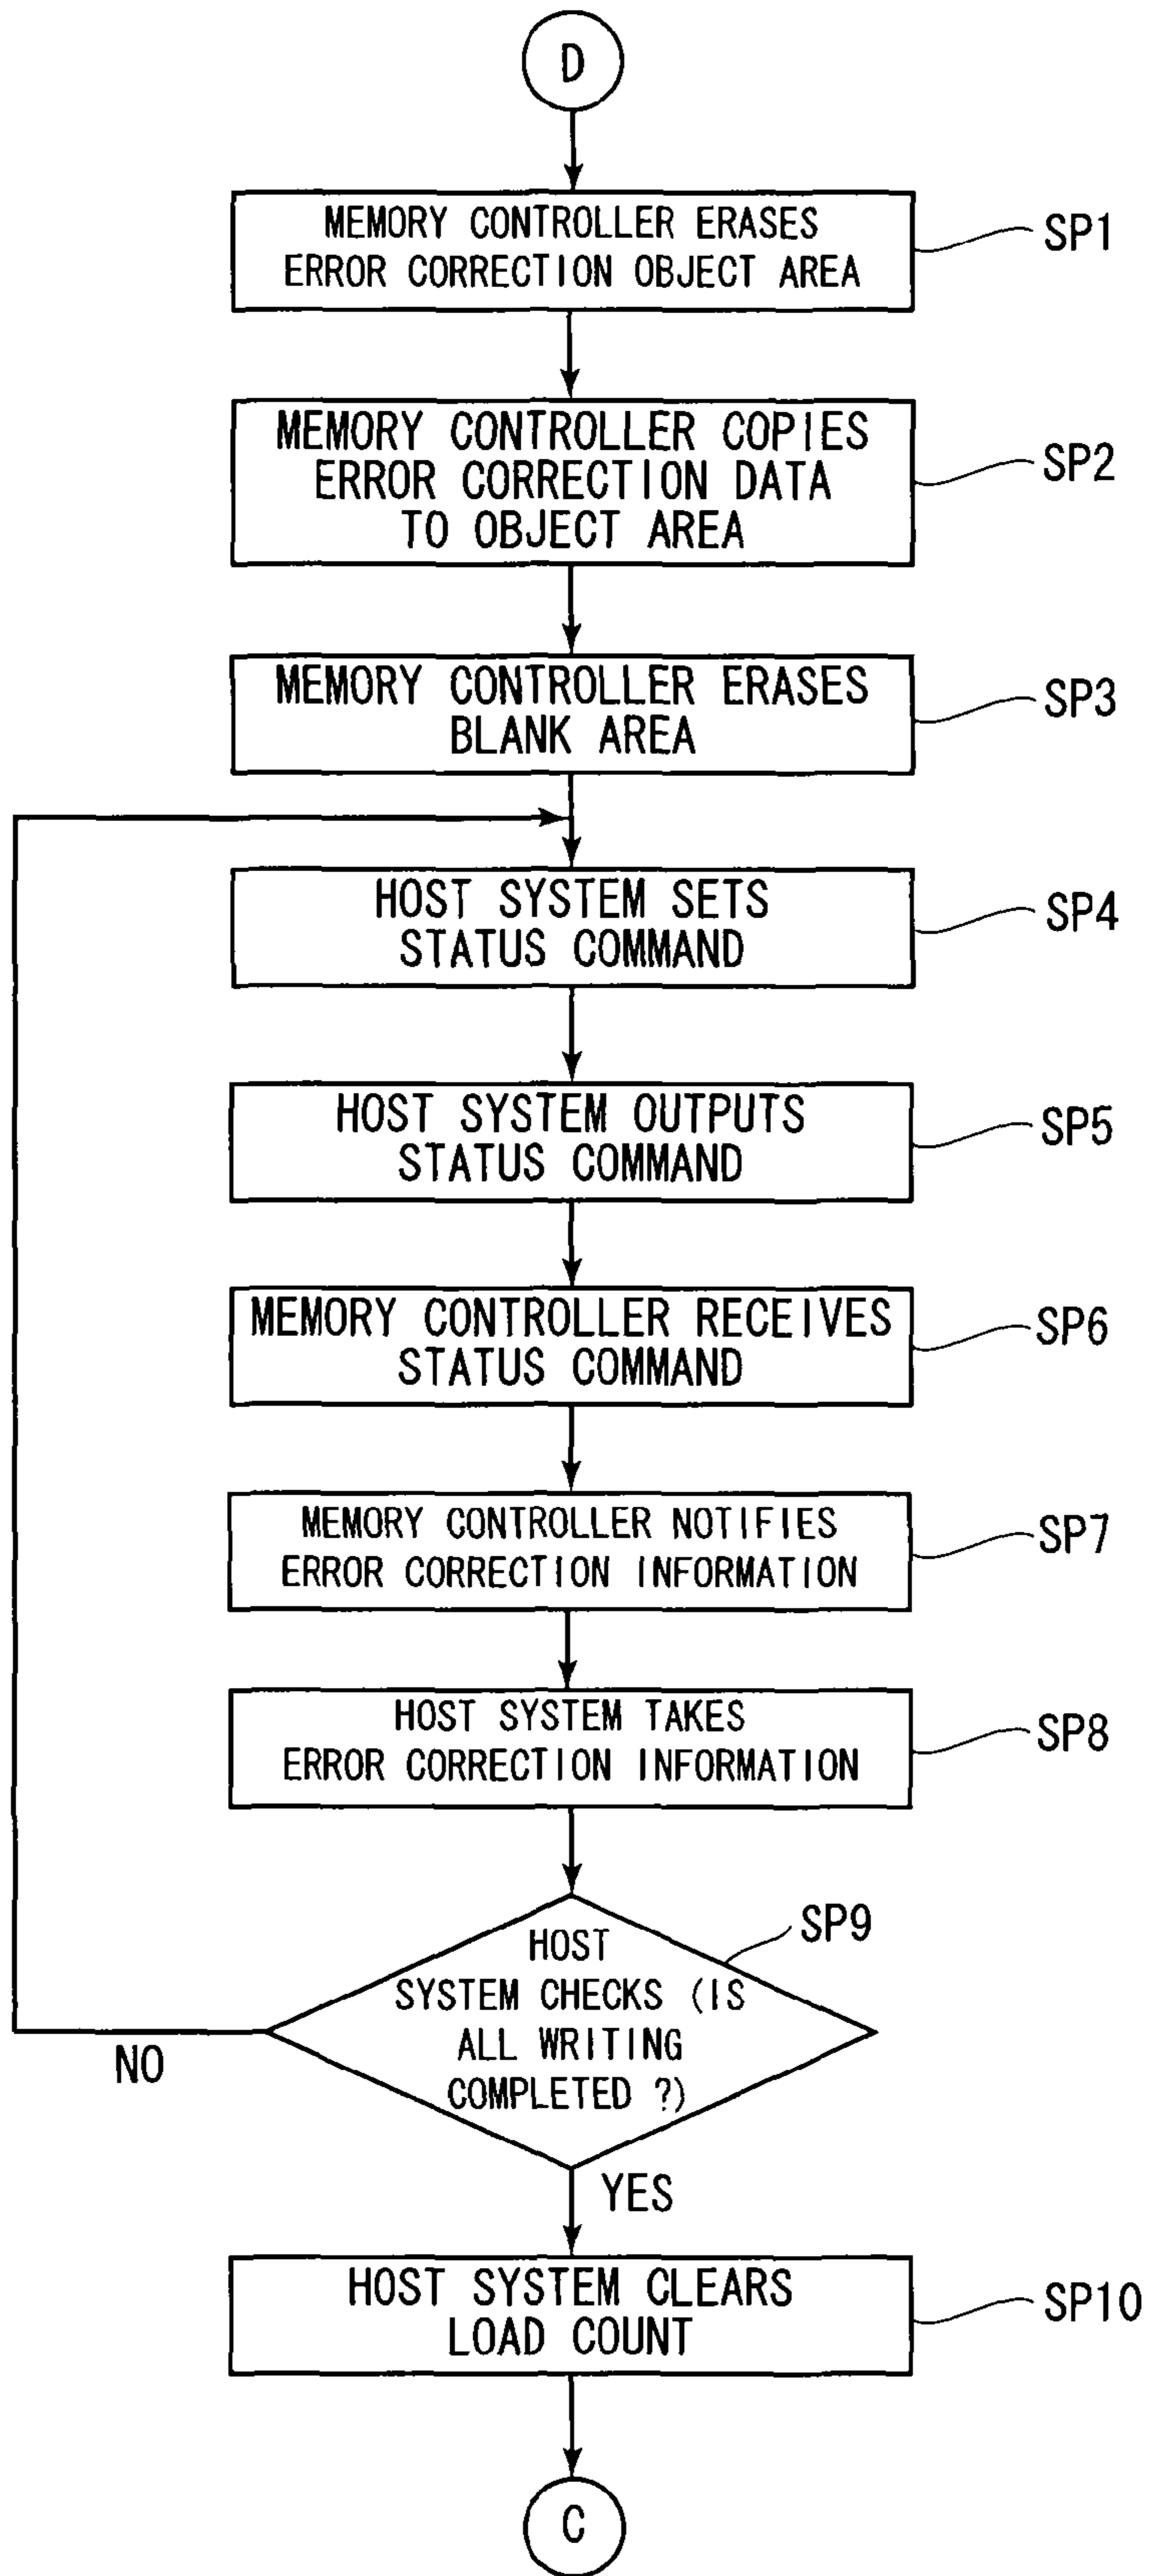 D
MEMORY CONTROLLER ERASES
ERROR CORRECTION OBJECT AREA
SP1
MEMORY CONTROLLER COPIES
ERROR CORRECTION DATA
TO OBJECT AREA
SP2
MEMORY CONTROLLER ERASES
BLANK AREA
SP3
HOST SYSTEM SETS
STATUS COMMAND
SP4
HOST SYSTEM OUTPUTS
STATUS COMMAND
SP5
MEMORY CONTROLLER RECEIVES
STATUS COMMAND
SP6
MEMORY CONTROLLER NOTIFIES
ERROR CORRECTION INFORMATION
SP7
HOST SYSTEM TAKES
ERROR CORRECTION INFORMATION
SP8
HOST
SYSTEM CHECKS (IS
ALL WRITING
COMPLETED ?)
SP9
NO
YES
HOST SYSTEM CLEARS
LOAD COUNT
SP10
C